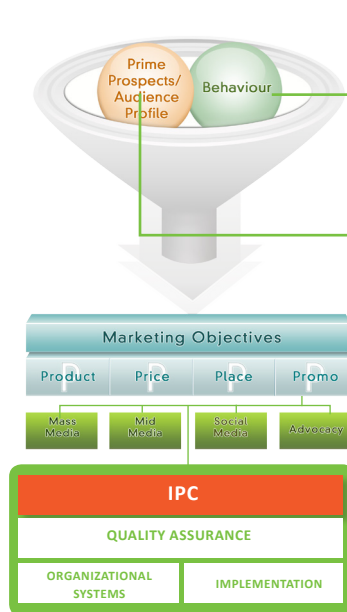 Prime
Prospects/
Audience
Profile
Behaviour
Marketing Objectives
Product Price Place Promo
P P P P
Mass
Media
Mid
Media
Social
Media
Advocacy
IPC
QUALITY ASSURANCE
ORGANIZATIONAL
SYSTEMS
IMPLEMENTATION